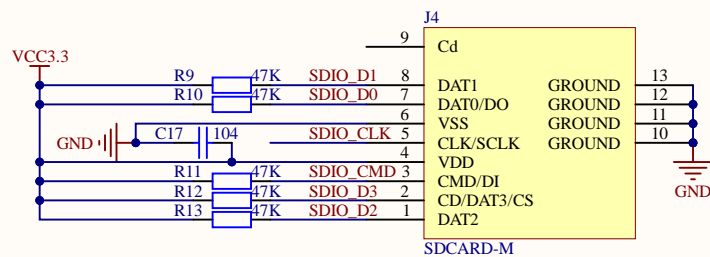 J4
9 Cd
VCC3.3
R9 47K SDIO_D1 8 DAT1 GROUND 13
R10 47K SDIO_D0 7 DAT0/DO GROUND 12
6 VSS GROUND 11
GND C17 104 SDIO_CLK 5 CLK/SCLK GROUND 10
4 VDD
R11 47K SDIO_CMD 3 CMD/DI
R12 47K SDIO_D3 2 CD/DAT3/CS
GND
R13 47K SDIO_D2 1 DAT2
SDCARD-M